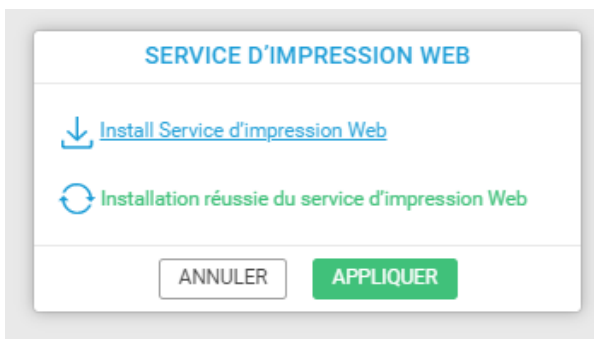 SERVICE D'IMPRESSION WEB
Install Service d'impression Web
Installation réussie du service d'impression Web
ANNULER
APPLIQUER